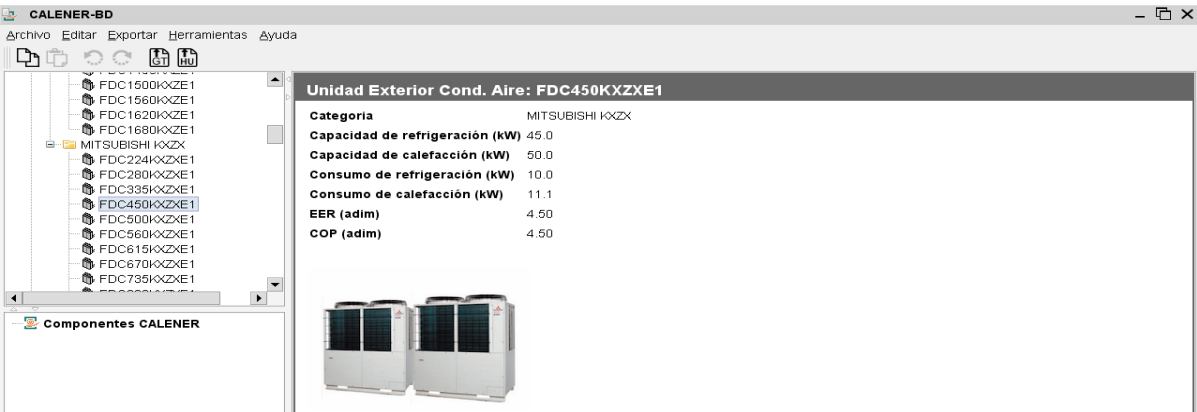 CALENER-BD
Archivo Editar Exportar Herramientas Ayuda
GT HU
FDC1500KXZE1
FDC1560KXZE1
FDC1620KXZE1
FDC1680KXZE1
MITSUBISHI KXZX
FDC224KXZXE1
FDC280KXZXE1
FDC335KXZXE1
FDC450KXZXE1
FDC500KXZXE1
FDC560KXZXE1
FDC615KXZXE1
FDC670KXZXE1
FDC735KXZXE1
Componentes CALENER
Unidad Exterior Cond. Aire: FDC450KXZXE1
Categoria MITSUBISHI KXZX
Capacidad de refrigeración (kW) 45.0
Capacidad de calefacción (kW) 50.0
Consumo de refrigeración (kW) 10.0
Consumo de calefacción (kW) 11.1
EER (adim) 4.50
COP (adim) 4.50